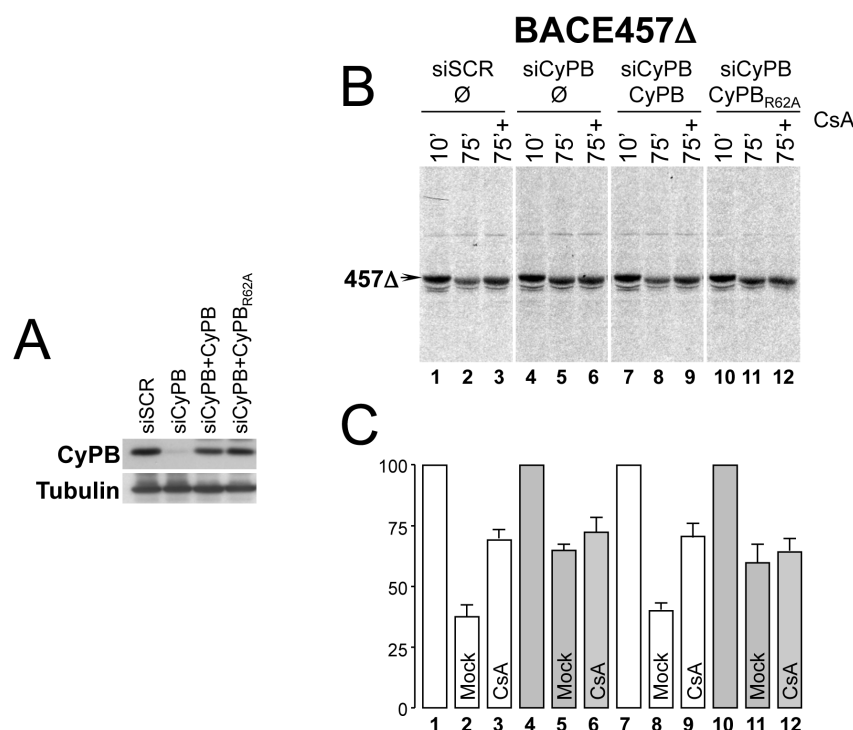 BACE457Δ
B
siSCR siCyPB siCyPB siCyPB
Ø Ø CyPB CyPBR62A
10' 75' 75'+ 10' 75' 75'+ 10' 75' 75'+ 10' 75' 75'+ CsA
457Δ
1 2 3 4 5 6 7 8 9 10 11 12
A
siSCR siCyPB siCyPB+CyPB siCyPB+CyPBR62A
CyPB
Tubulin
C
100
75
50
25
0
Mock CsA Mock CsA Mock CsA Mock CsA
1 2 3 4 5 6 7 8 9 10 11 12